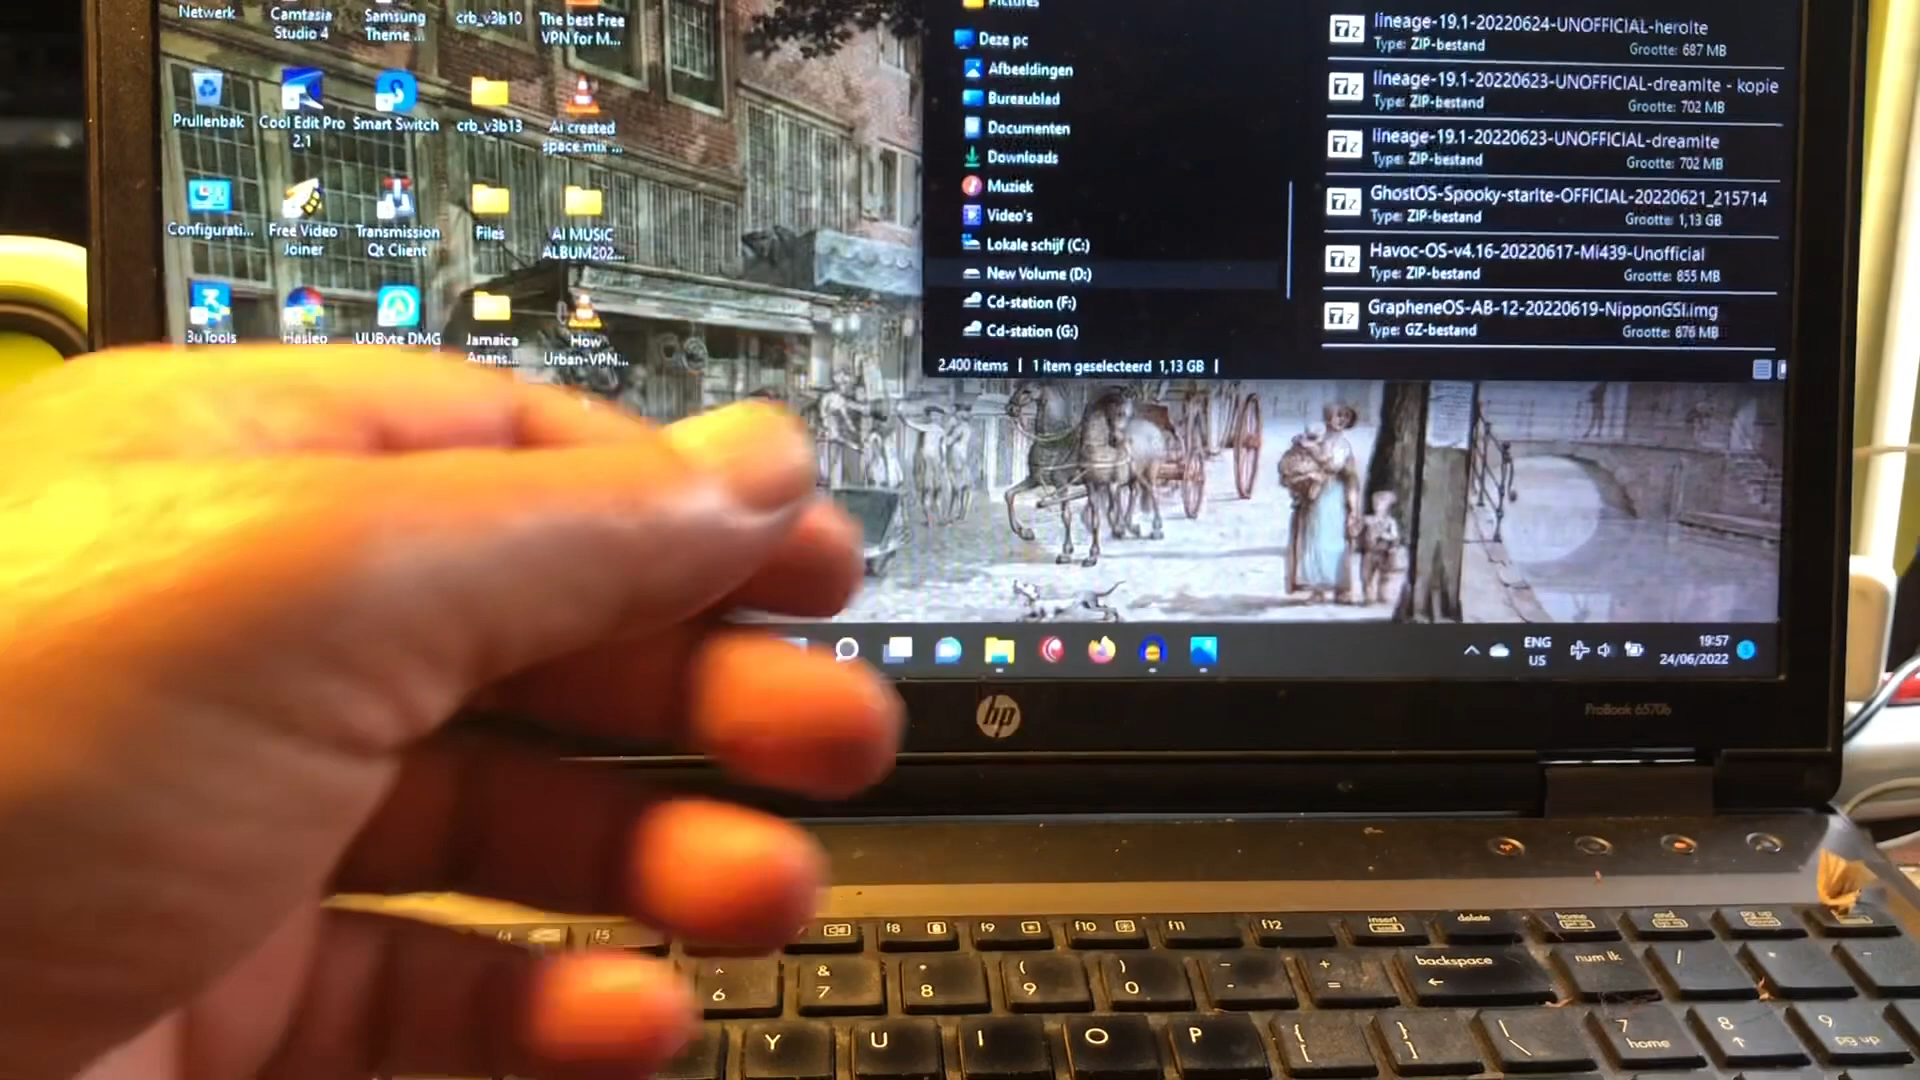 Netwerk
Camtasia
Studio 4
Samsung
Theme ...
crb_v3b10
The best Free
VPN for M...
Prullenbak
Cool Edit Pro
2.1
Smart Switch
crb_v3b13
Ai created
space mix ...
Configurati...
Free Video
Joiner
Transmission
Qt Client
Files
AI MUSIC
ALBUM202...
3uTools
Hasleo
UUByte DMG
Jamaica
Anans...
How
Urban-VPN...
Pictures
Deze pc
Afbeeldingen
Bureaublad
Documenten
Downloads
Muziek
Video's
Lokale schijf (C:)
New Volume (D:)
Cd-station (F:)
Cd-station (G:)
2.400 items | 1 item geselecteerd 1,13 GB |
lineage-19.1-20220624-UNOFFICIAL-herolte
Type: ZIP-bestand
Grootte: 687 MB
lineage-19.1-20220623-UNOFFICIAL-dreamlte - kopie
Type: ZIP-bestand
Grootte: 702 MB
lineage-19.1-20220623-UNOFFICIAL-dreamlte
Type: ZIP-bestand
Grootte: 702 MB
GhostOS-Spooky-starlte-OFFICIAL-20220621_215714
Type: ZIP-bestand
Grootte: 1,13 GB
Havoc-OS-v4.16-20220617-Mi439-Unofficial
Type: ZIP-bestand
Grootte: 855 MB
GrapheneOS-AB-12-20220619-NipponGSI.img
Type: GZ-bestand
Grootte: 876 MB
ENG
US
19:57
24/06/2022
hp
ProBook 6570b
f4
f5
f8
f9
f10
f11
f12
insert
delete
home
end
pg up
^
6
&
7
*
8
(
9
)
0
_
-
+
=
backspace
num lk
/
*
-
Y
U
I
O
P
{
[
}
]
|
\
7
home
8
9
pg up